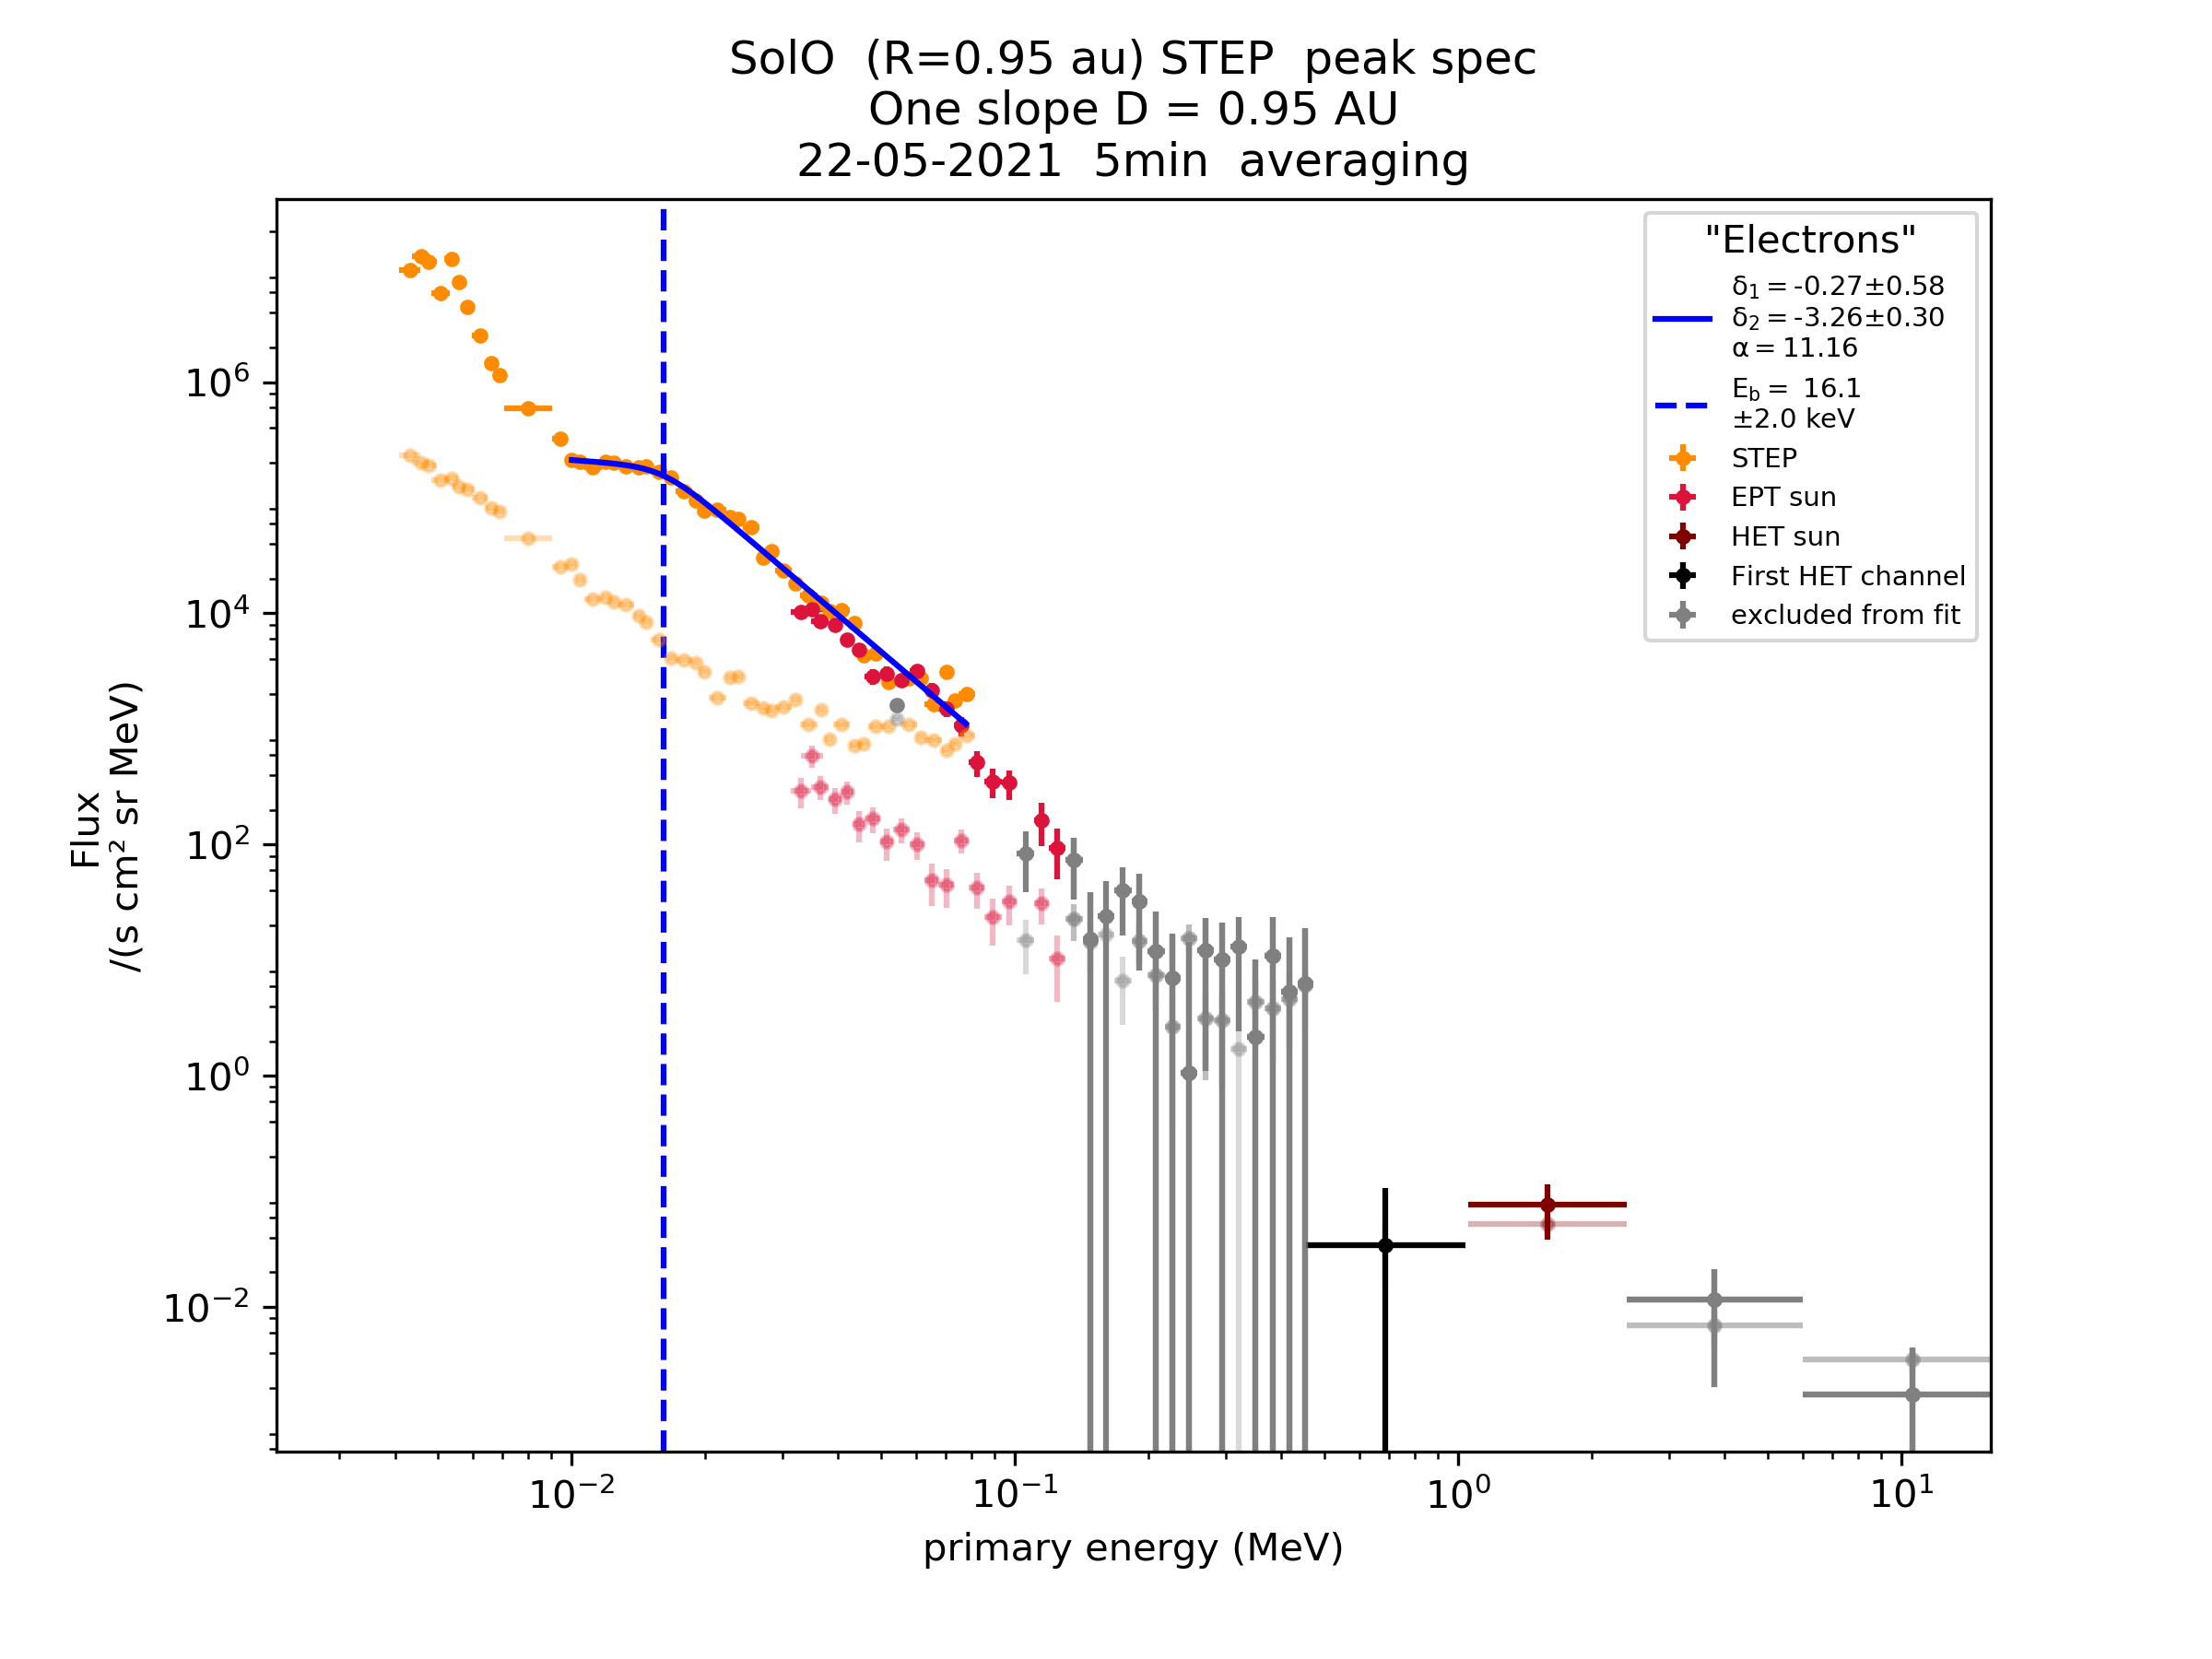 SolO  (R=0.95 au) STEP  peak spec
One slope D = 0.95 AU
22-05-2021  5min  averaging
"Electrons"
δ₁ = -0.27±0.58
δ₂ = -3.26±0.30
α = 11.16
E_b =  16.1
±2.0 keV
STEP
EPT sun
HET sun
First HET channel
excluded from fit
Flux
/(s cm² sr MeV)
10⁶
10⁴
10²
10⁰
10⁻²
10⁻² 10⁻¹ 10⁰ 10¹
primary energy (MeV)